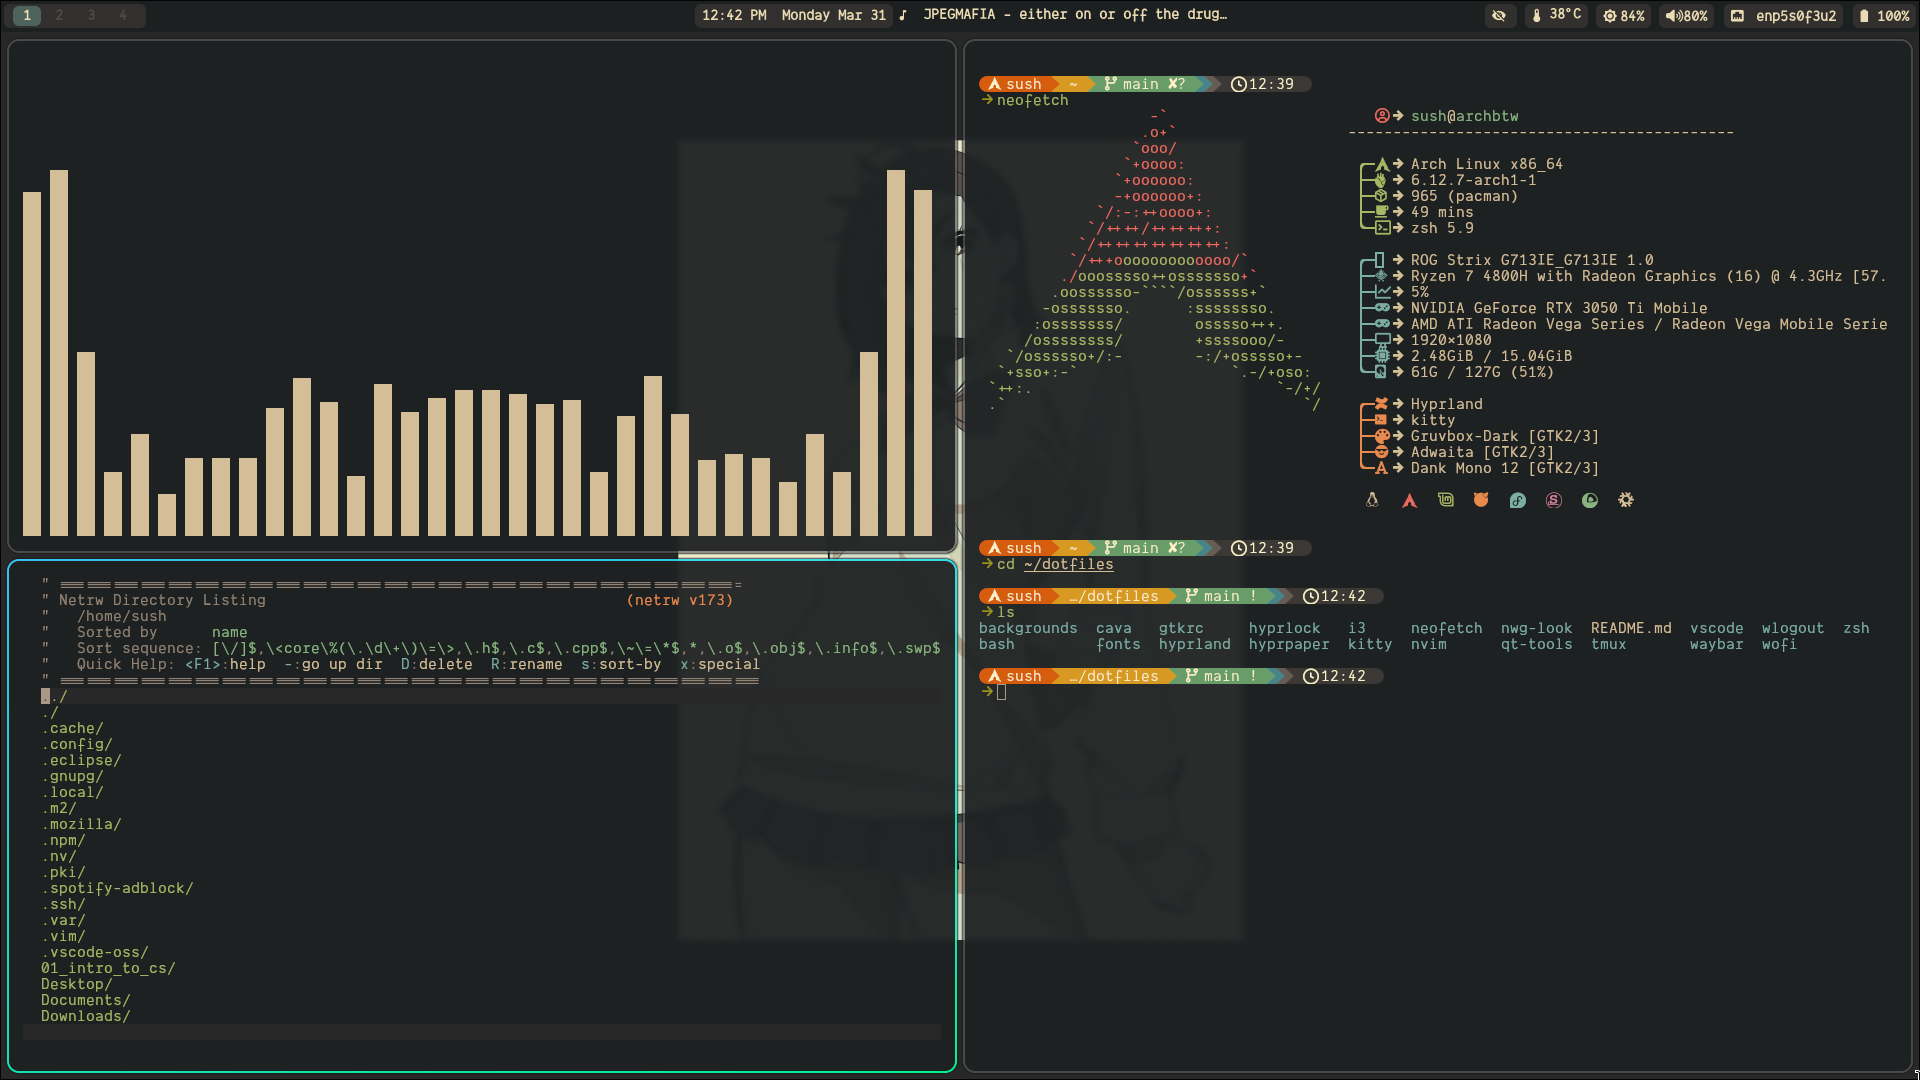 1 2 3 4
12:42 PM Monday Mar 31 ♪ JPEGMAFIA - either on or off the drug…
38°C 84% 80% enp5s0f3u2 100%
" Netrw Directory Listing (netrw v173)
" /home/sush
" Sorted by name
" Sort sequence: [\/]$,\<core\%(\.\d\+\)\=\>,\.h$,\.c$,\.cpp$,\~\=\*$,*,\.o$,\.obj$,\.info$,\.swp$
" Quick Help: <F1>:help -:go up dir D:delete R:rename s:sort-by x:special
../
./
.cache/
.config/
.eclipse/
.gnupg/
.local/
.m2/
.mozilla/
.npm/
.nv/
.pki/
.spotify-adblock/
.ssh/
.var/
.vim/
.vscode-oss/
01_intro_to_cs/
Desktop/
Documents/
Downloads/
sush ~ main ✘? 12:39
→neofetch
→ sush@archbtw
→ Arch Linux x86_64
→ 6.12.7-arch1-1
→ 965 (pacman)
→ 49 mins
→ zsh 5.9
→ ROG Strix G713IE_G713IE 1.0
→ Ryzen 7 4800H with Radeon Graphics (16) @ 4.3GHz [57.
→ 5%
→ NVIDIA GeForce RTX 3050 Ti Mobile
→ AMD ATI Radeon Vega Series / Radeon Vega Mobile Serie
→ 1920×1080
→ 2.48GiB / 15.04GiB
→ 61G / 127G (51%)
→ Hyprland
→ kitty
→ Gruvbox-Dark [GTK2/3]
→ Adwaita [GTK2/3]
→ Dank Mono 12 [GTK2/3]
sush ~ main ✘? 12:39
→cd ~/dotfiles
sush …/dotfiles main ! 12:42
→ls
backgrounds cava gtkrc hyprlock i3 neofetch nwg-look README.md vscode wlogout zsh
bash fonts hyprland hyprpaper kitty nvim qt-tools tmux waybar wofi
sush …/dotfiles main ! 12:42
→